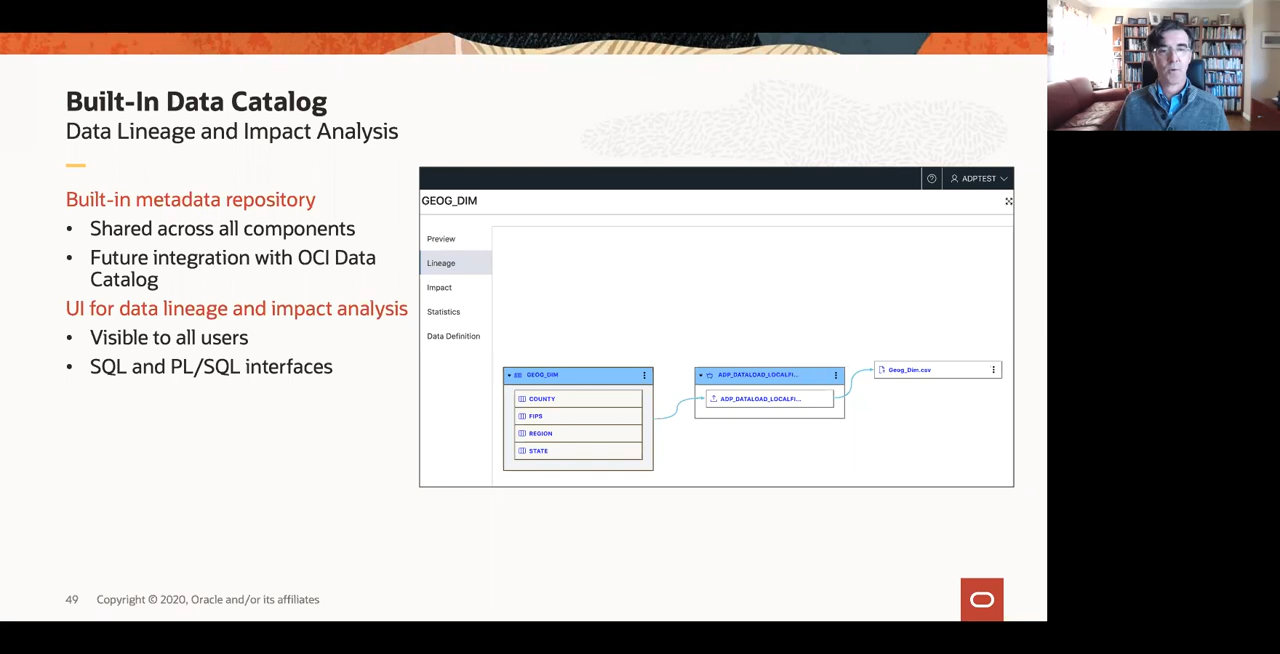 Built-In Data Catalog
Data Lineage and Impact Analysis
Built-in metadata repository
• Shared across all components
• Future integration with OCI Data
Catalog
UI for data lineage and impact analysis
• Visible to all users
• SQL and PL/SQL interfaces
ADPTEST
GEOG_DIM
Preview
Lineage
Impact
Statistics
Data Definition
GEOG_DIM
COUNTY
FIPS
REGION
STATE
ADP_DATALOAD_LOCALFI...
ADP_DATALOAD_LOCALFI...
Geog_Dim.csv
49 Copyright © 2020, Oracle and/or its affiliates